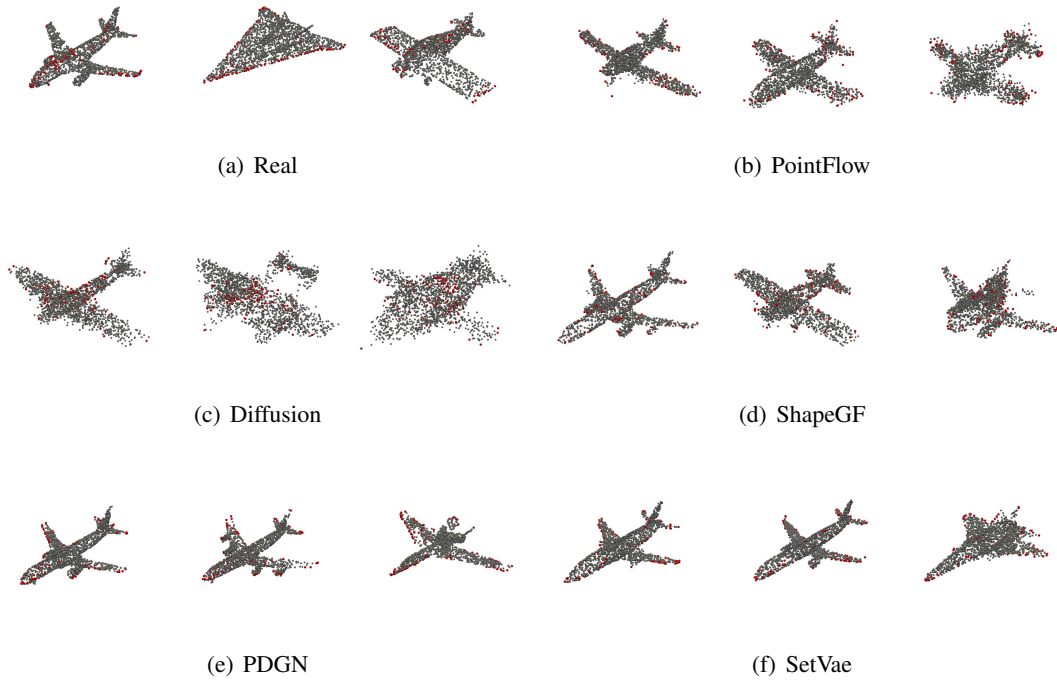 (a) Real
(b) PointFlow
(c) Diffusion
(d) ShapeGF
(e) PDGN
(f) SetVae